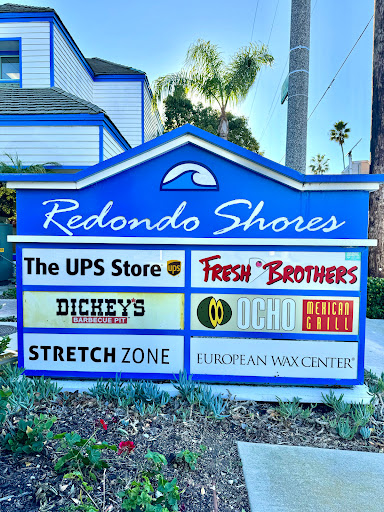 Redondo Shores
The UPS Store ups
FRESH BROTHERS
DICKEY'S
BARBECUE PIT
OCHO MEXICAN GRILL
STRETCH ZONE
EUROPEAN WAX CENTER